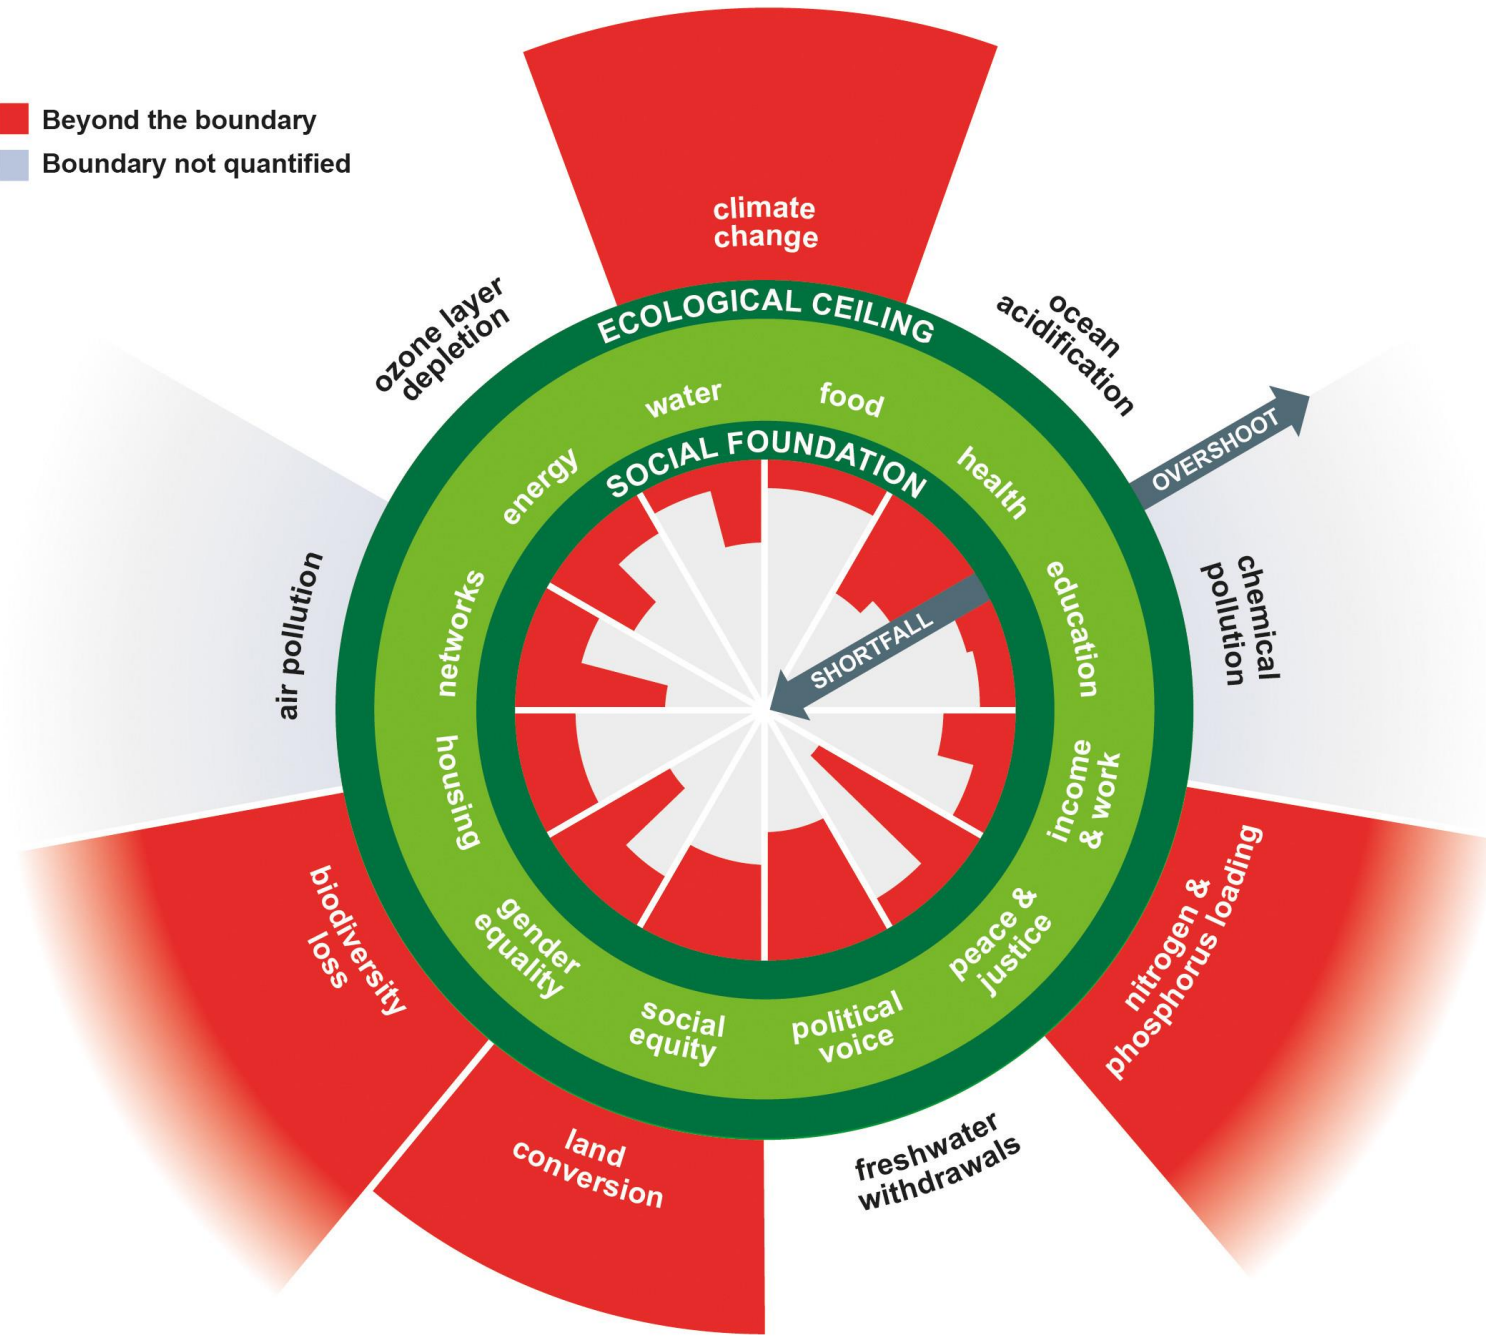 Beyond the boundary
Boundary not quantified
climate
change
ozone layer
depletion
ocean
acidification
ECOLOGICAL CEILING
water
food
energy
health
SOCIAL FOUNDATION
OVERSHOOT
networks
education
air pollution
chemical
pollution
SHORTFALL
housing
income
& work
biodiversity
loss
nitrogen &
phosphorus loading
gender
equality
peace &
justice
social
equity
political
voice
land
conversion
freshwater
withdrawals